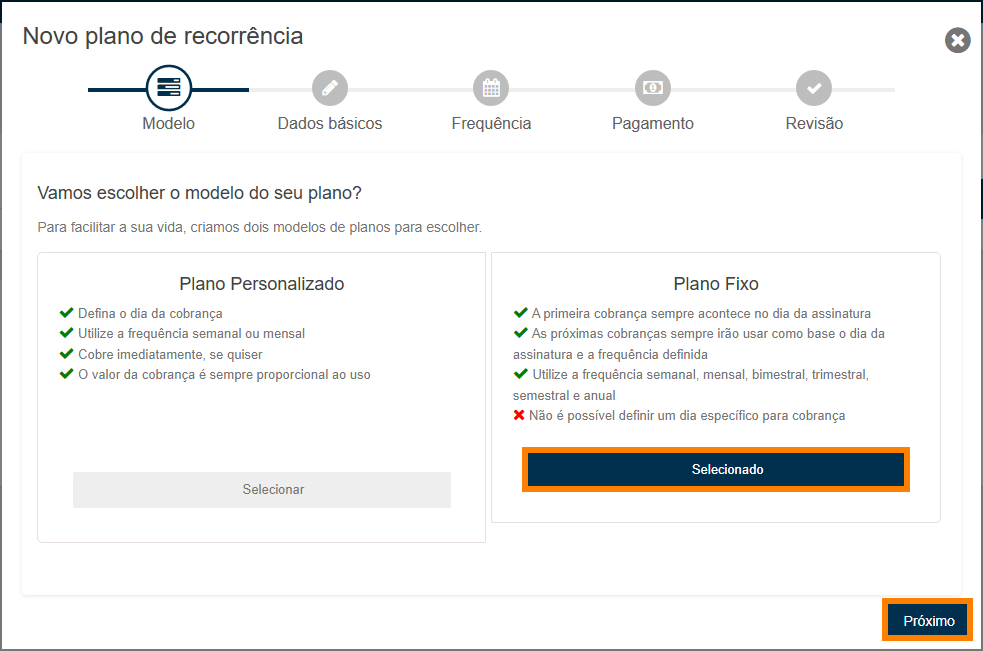 Novo plano de recorrência
Modelo
Dados básicos
Frequência
Pagamento
Revisão
Vamos escolher o modelo do seu plano?
Para facilitar a sua vida, criamos dois modelos de planos para escolher.
Plano Personalizado
Defina o dia da cobrança
Utilize a frequência semanal ou mensal
Cobre imediatamente, se quiser
O valor da cobrança é sempre proporcional ao uso
Selecionar
Plano Fixo
A primeira cobrança sempre acontece no dia da assinatura
As próximas cobranças sempre irão usar como base o dia da
assinatura e a frequência definida
Utilize a frequência semanal, mensal, bimestral, trimestral,
semestral e anual
Não é possível definir um dia específico para cobrança
Selecionado
Próximo